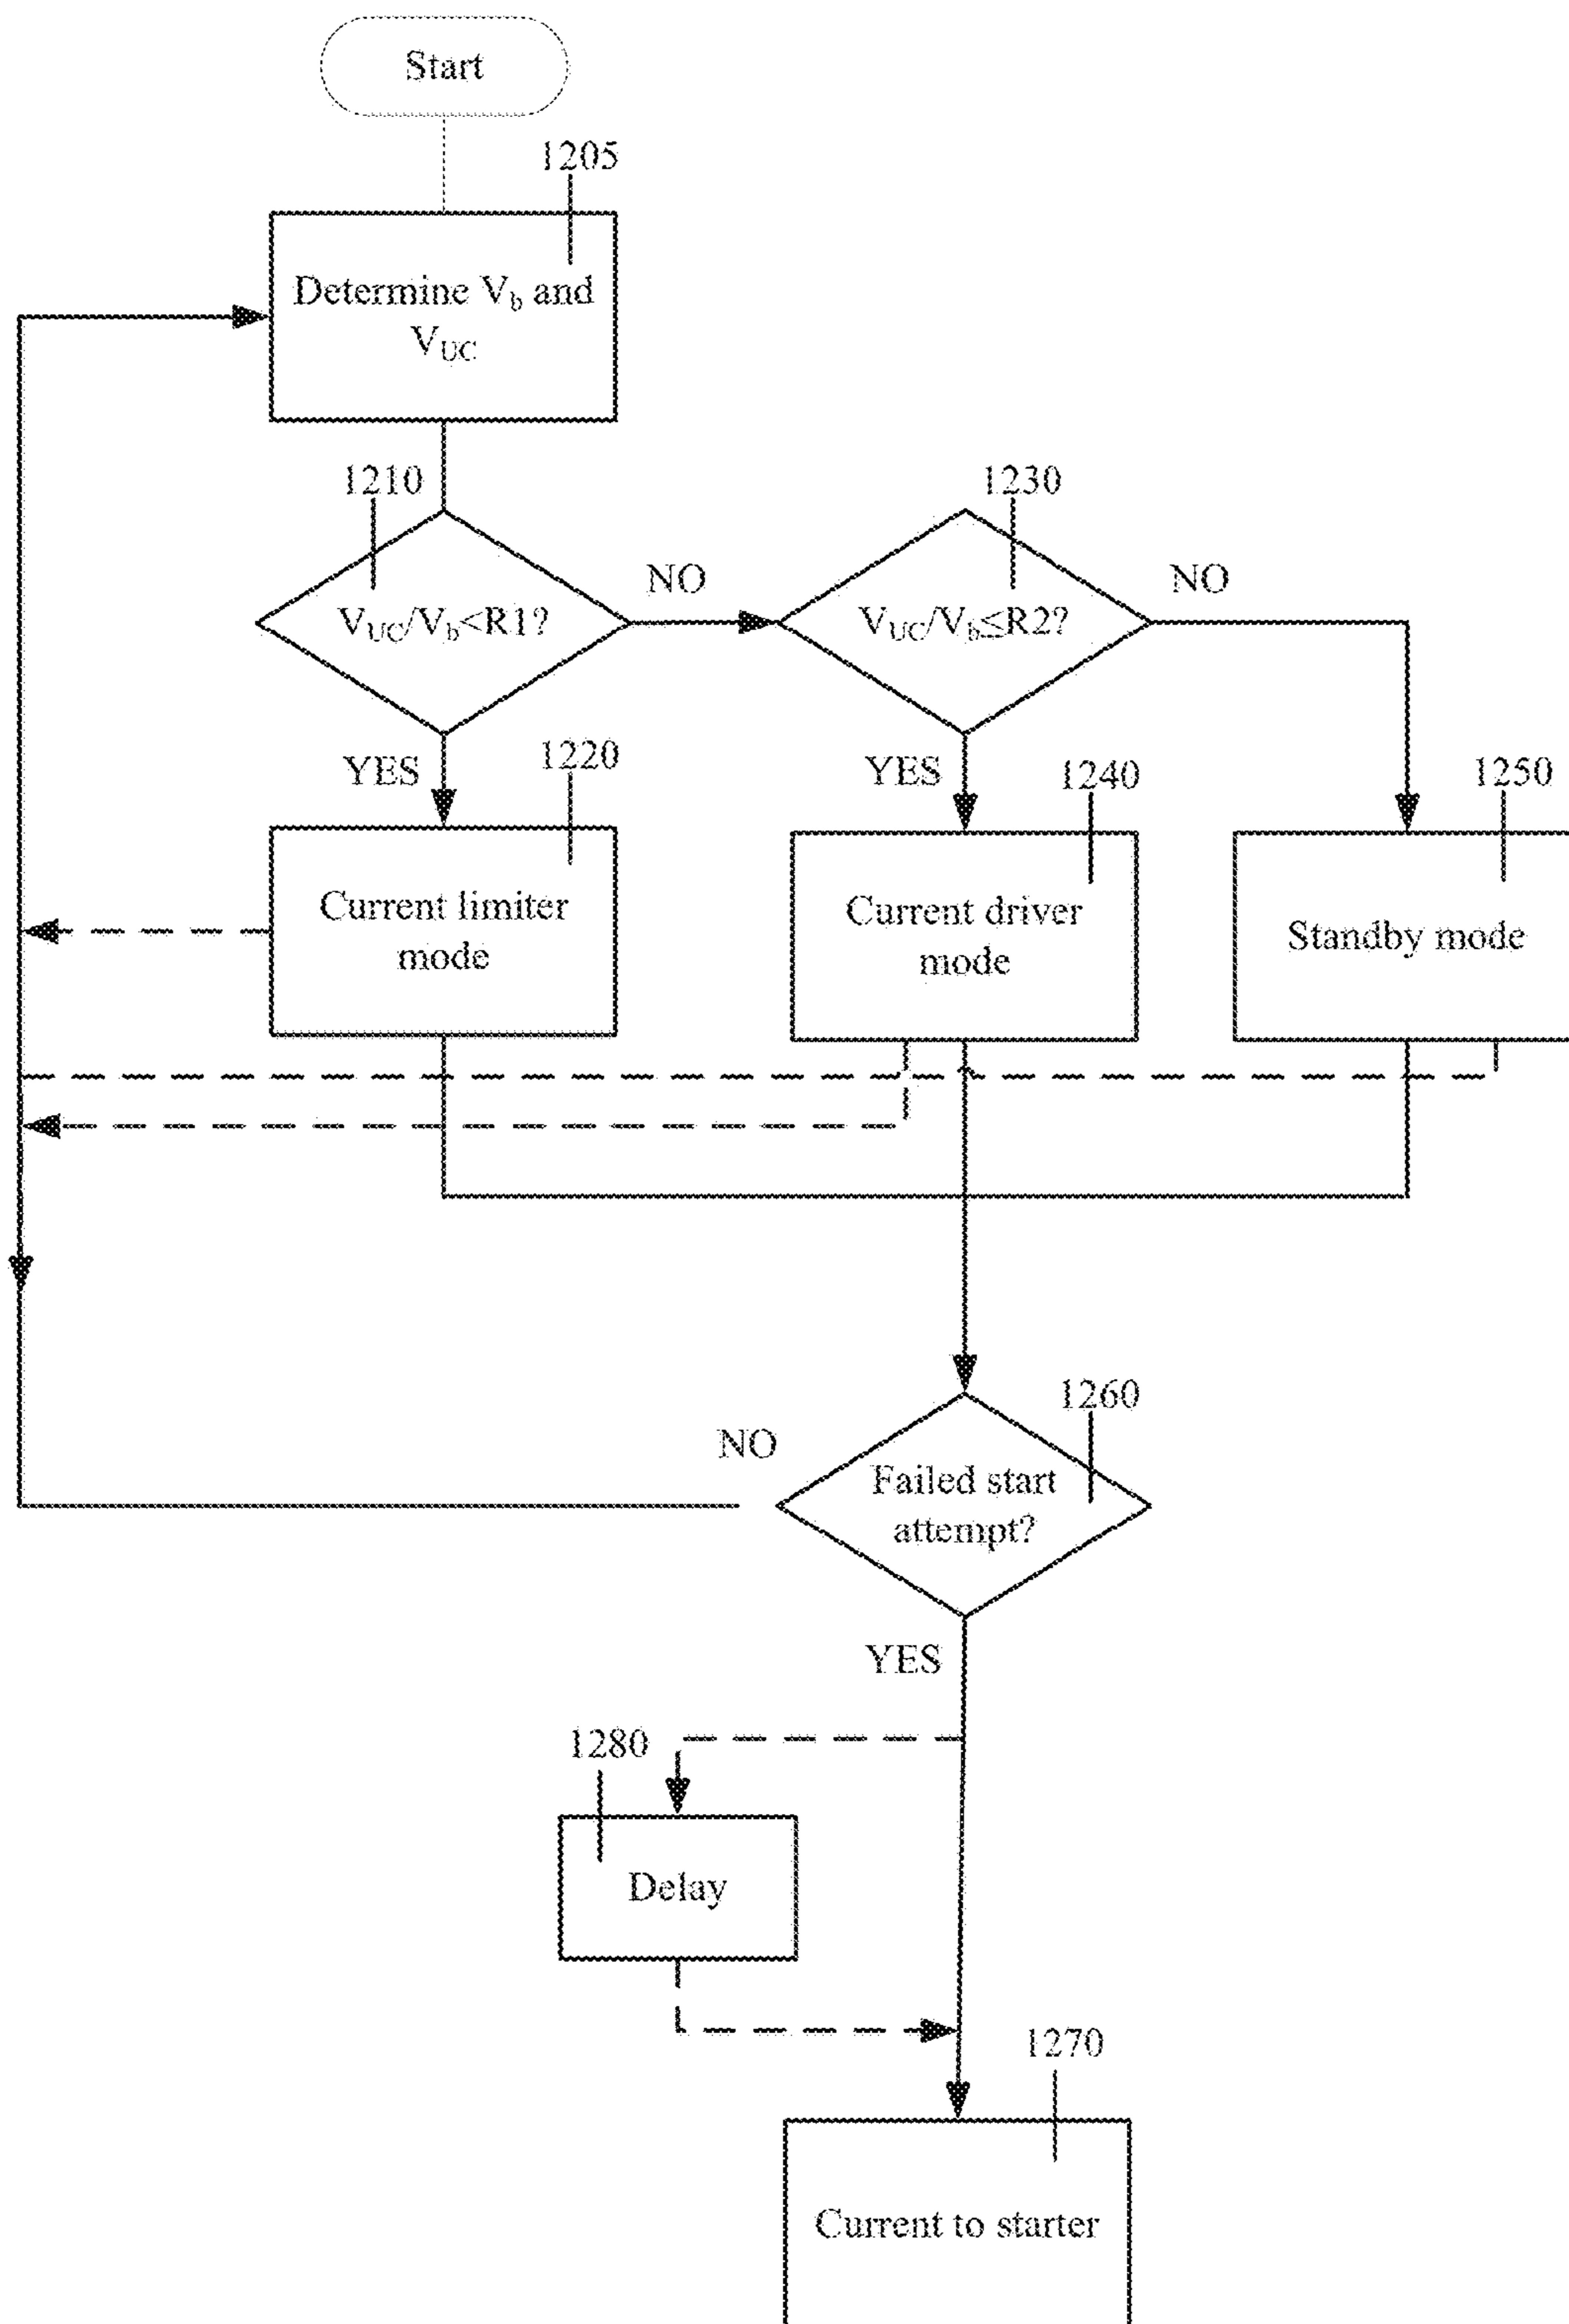 Start
1205
Determine V_b and
V_UC
1210
1230
V_UC/V_b<R1?
NO
V_UC/V_b≤R2?
NO
YES
1220
YES
1240
1250
Current limiter
mode
Current driver
mode
Standby mode
1260
NO
Failed start
attempt?
YES
1280
Delay
1270
Current to starter